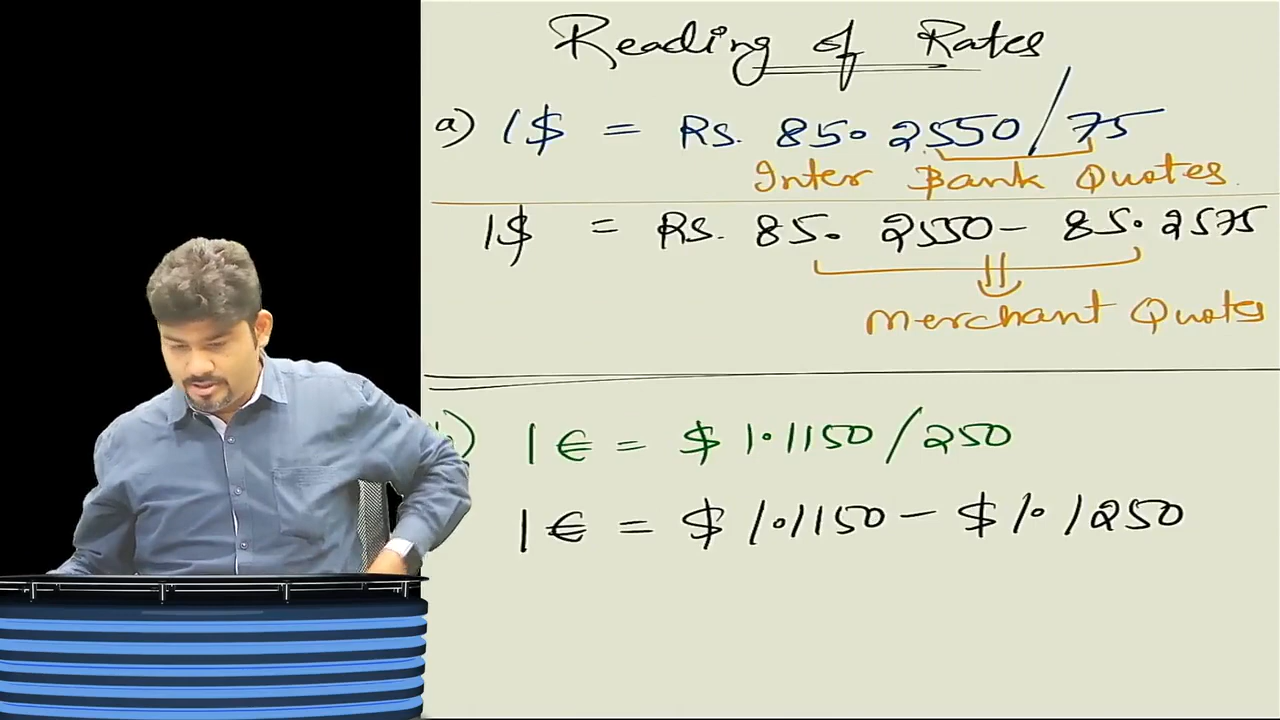 Reading of Rates
a) 1$ = Rs. 85.2550/75
Inter Bank Quotes.
1$ = Rs. 85.2550 - 85.2575
Merchant Quotes
b) 1€ = $1.1150/250
1€ = $1.1150 - $1.1250